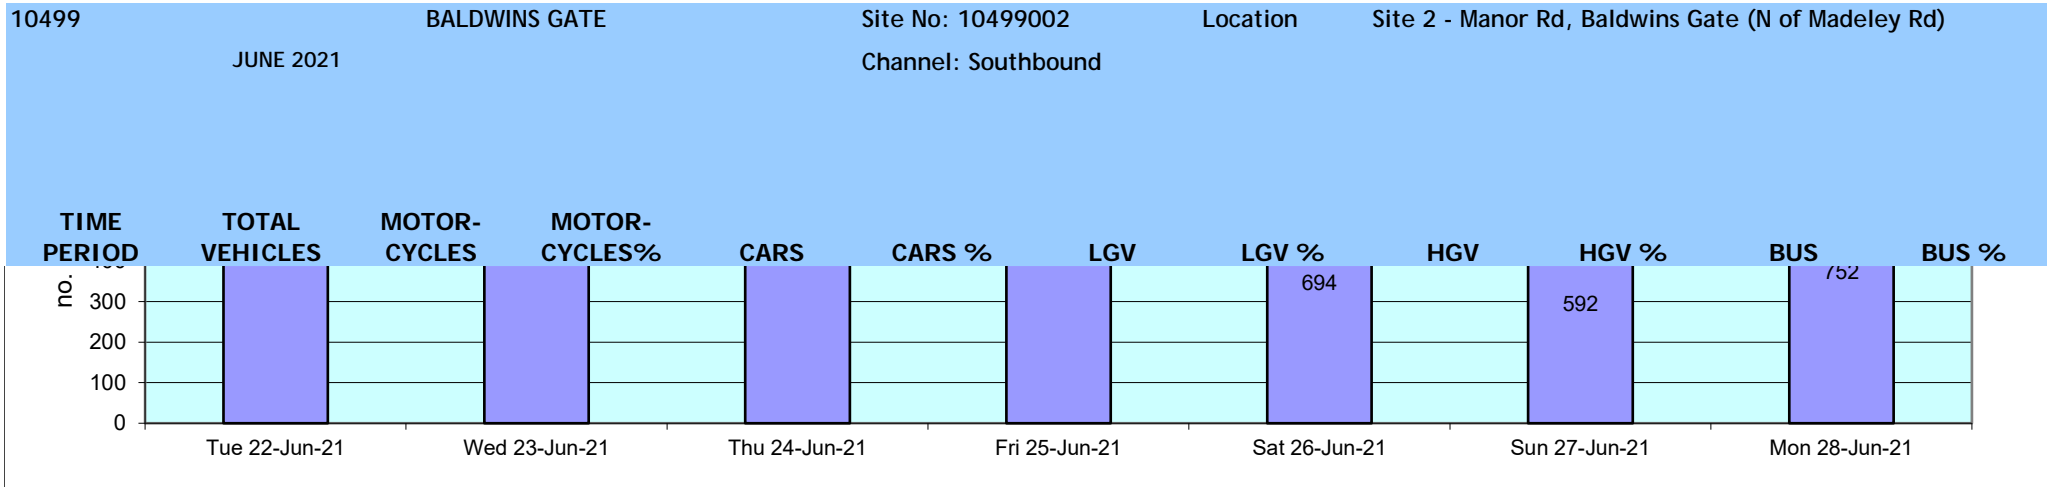 10499 BALDWINS GATE Site No: 10499002 Location Site 2 - Manor Rd, Baldwins Gate (N of Madeley Rd)
JUNE 2021 Channel: Southbound
TIME TOTAL MOTOR- MOTOR-
PERIOD VEHICLES CYCLES CYCLES% CARS CARS % LGV LGV % HGV HGV % BUS BUS %
no.
400
752
694
300
592
200
100
0
Tue 22-Jun-21 Wed 23-Jun-21 Thu 24-Jun-21 Fri 25-Jun-21 Sat 26-Jun-21 Sun 27-Jun-21 Mon 28-Jun-21